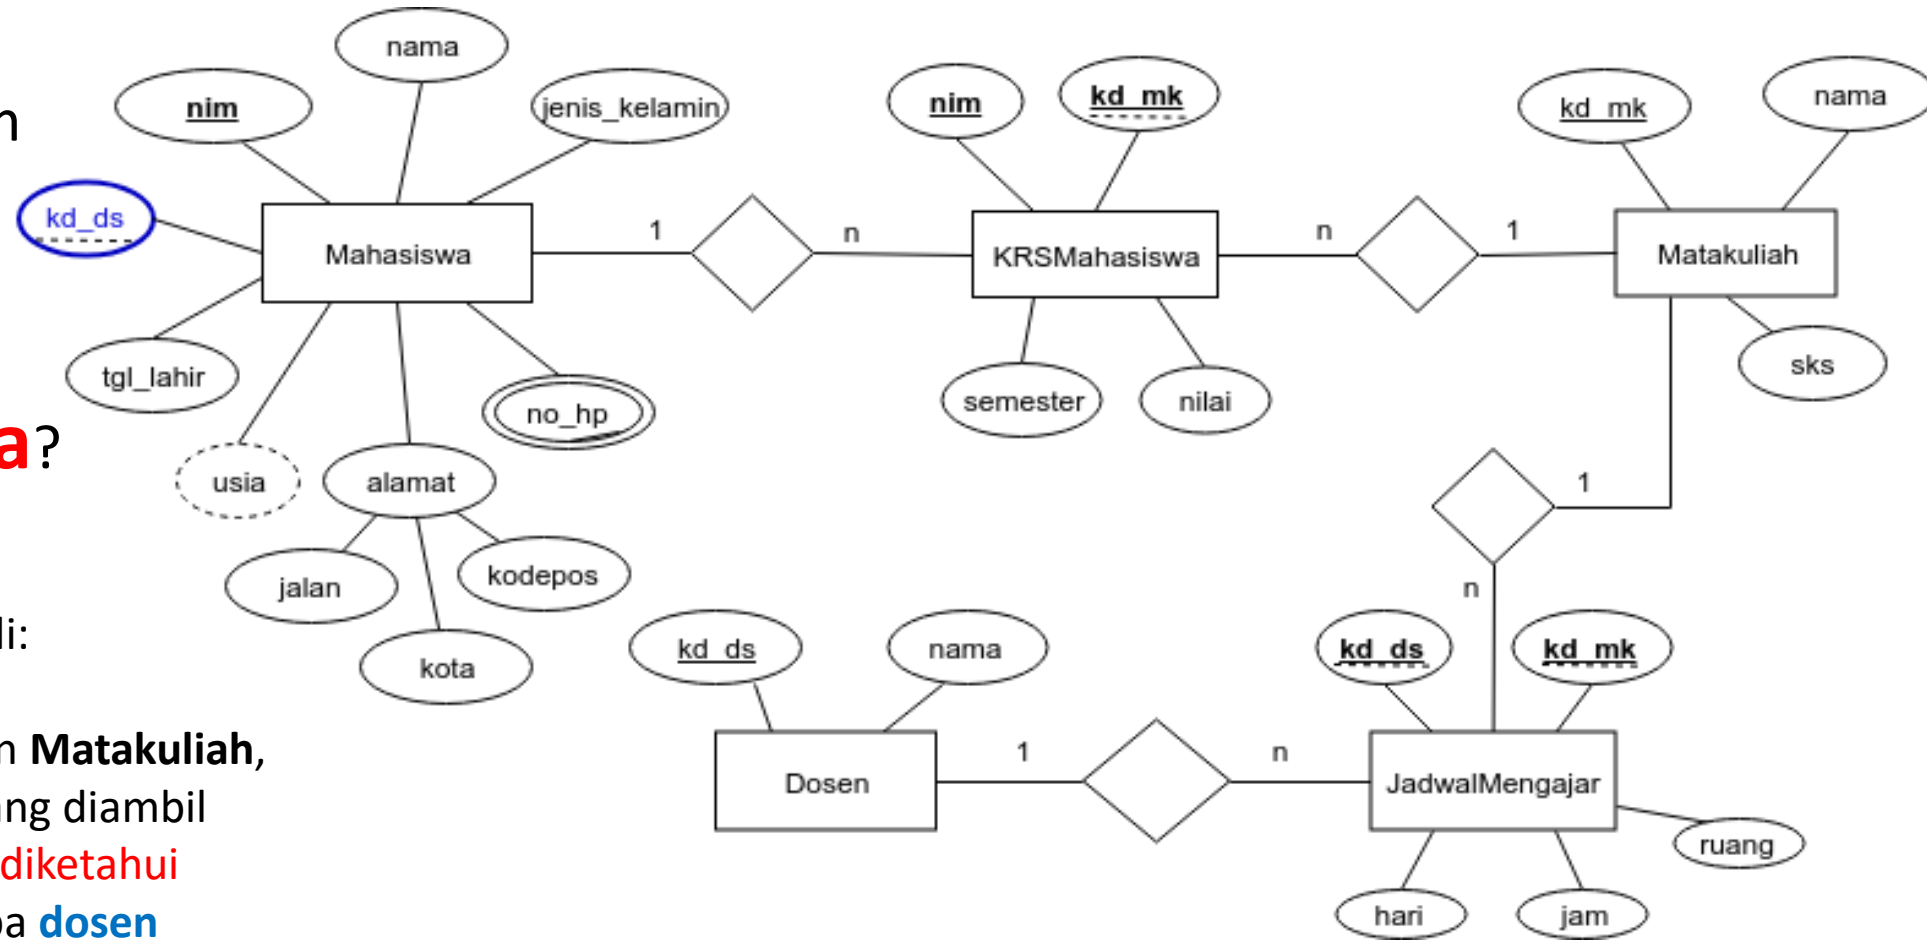 nama
nim
jenis_kelamin
nim
kd_mk
kd_mk
nama
n
kd_ds
1
n
n
1
Mahasiswa
KRSMahasiswa
Matakuliah
tgl_lahir
no_hp
semester
nilai
sks
a?
usia
alamat
1
jalan
kodepos
n
li:
kota
kd_ds
nama
kd_ds
kd_mk
n Matakuliah,
1
n
Dosen
JadwalMengajar
ang diambil
ruang
diketahui
hari
jam
pa dosen